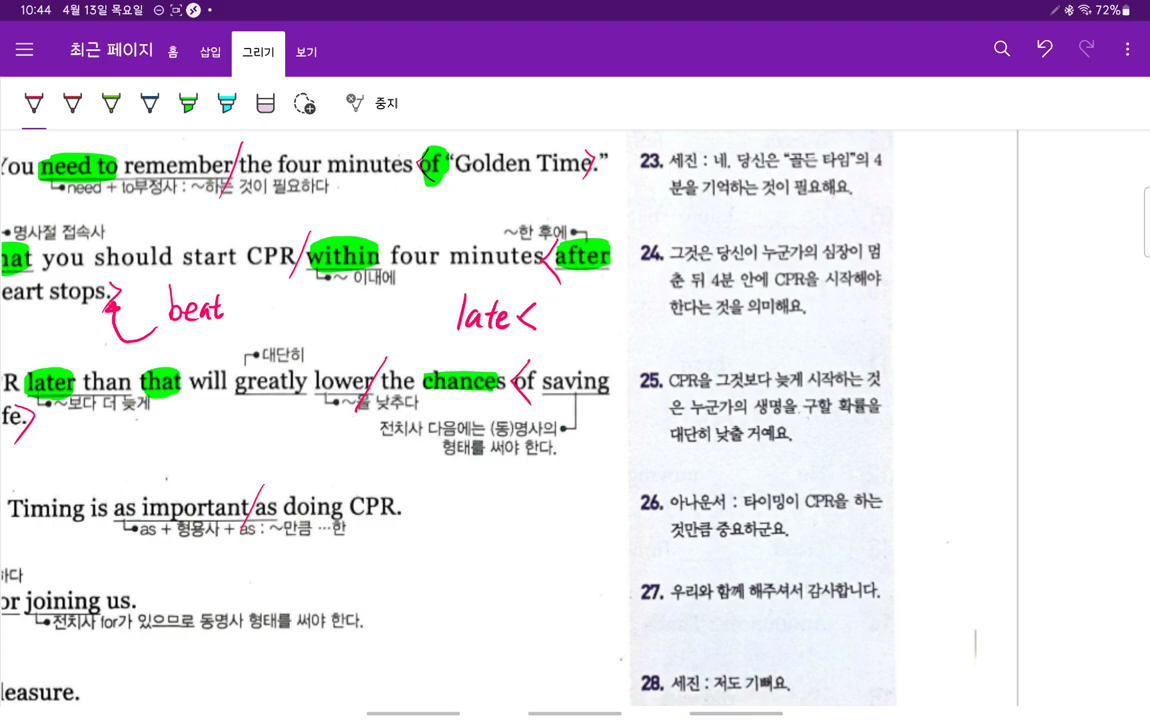 10:44 4월 13일 목요일 72%
최근 페이지 홈 삽입 그리기 보기
중지
You need to remember the four minutes of “Golden Time.”
need + to부정사 : ~하는 것이 필요하다
23. 세진 : 네, 당신은 “골든 타임”의 4
분을 기억하는 것이 필요해요.
명사절 접속사
~한 후에
hat you should start CPR within four minutes after
~ 이내에
eart stops.
beat
late <
24. 그것은 당신이 누군가의 심장이 멈
춘 뒤 4분 안에 CPR을 시작해야
한다는 것을 의미해요.
대단히
R later than that will greatly lower the chances of saving
~보다 더 늦게
~을 낮추다
fe.
전치사 다음에는 (동)명사의
형태를 써야 한다.
25. CPR을 그것보다 늦게 시작하는 것
은 누군가의 생명을 구할 확률을
대단히 낮출 거예요.
Timing is as important as doing CPR.
as + 형용사 + as : ~만큼 …한
26. 아나운서 : 타이밍이 CPR을 하는
것만큼 중요하군요.
하다
or joining us.
전치사 for가 있으므로 동명사 형태를 써야 한다.
27. 우리와 함께 해주셔서 감사합니다.
leasure.
28. 세진 : 저도 기뻐요.